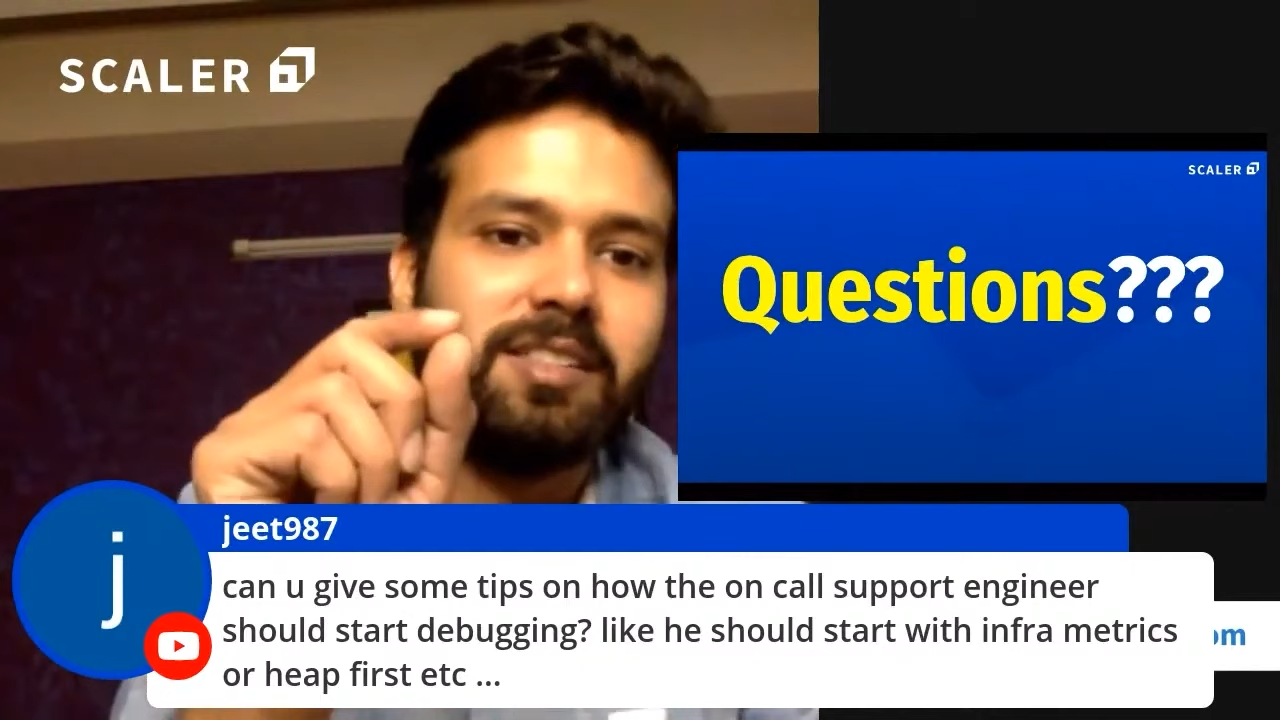 SCALER
SCALER
Questions???
j
jeet987
can u give some tips on how the on call support engineer
should start debugging? like he should start with infra metrics
or heap first etc ...
om